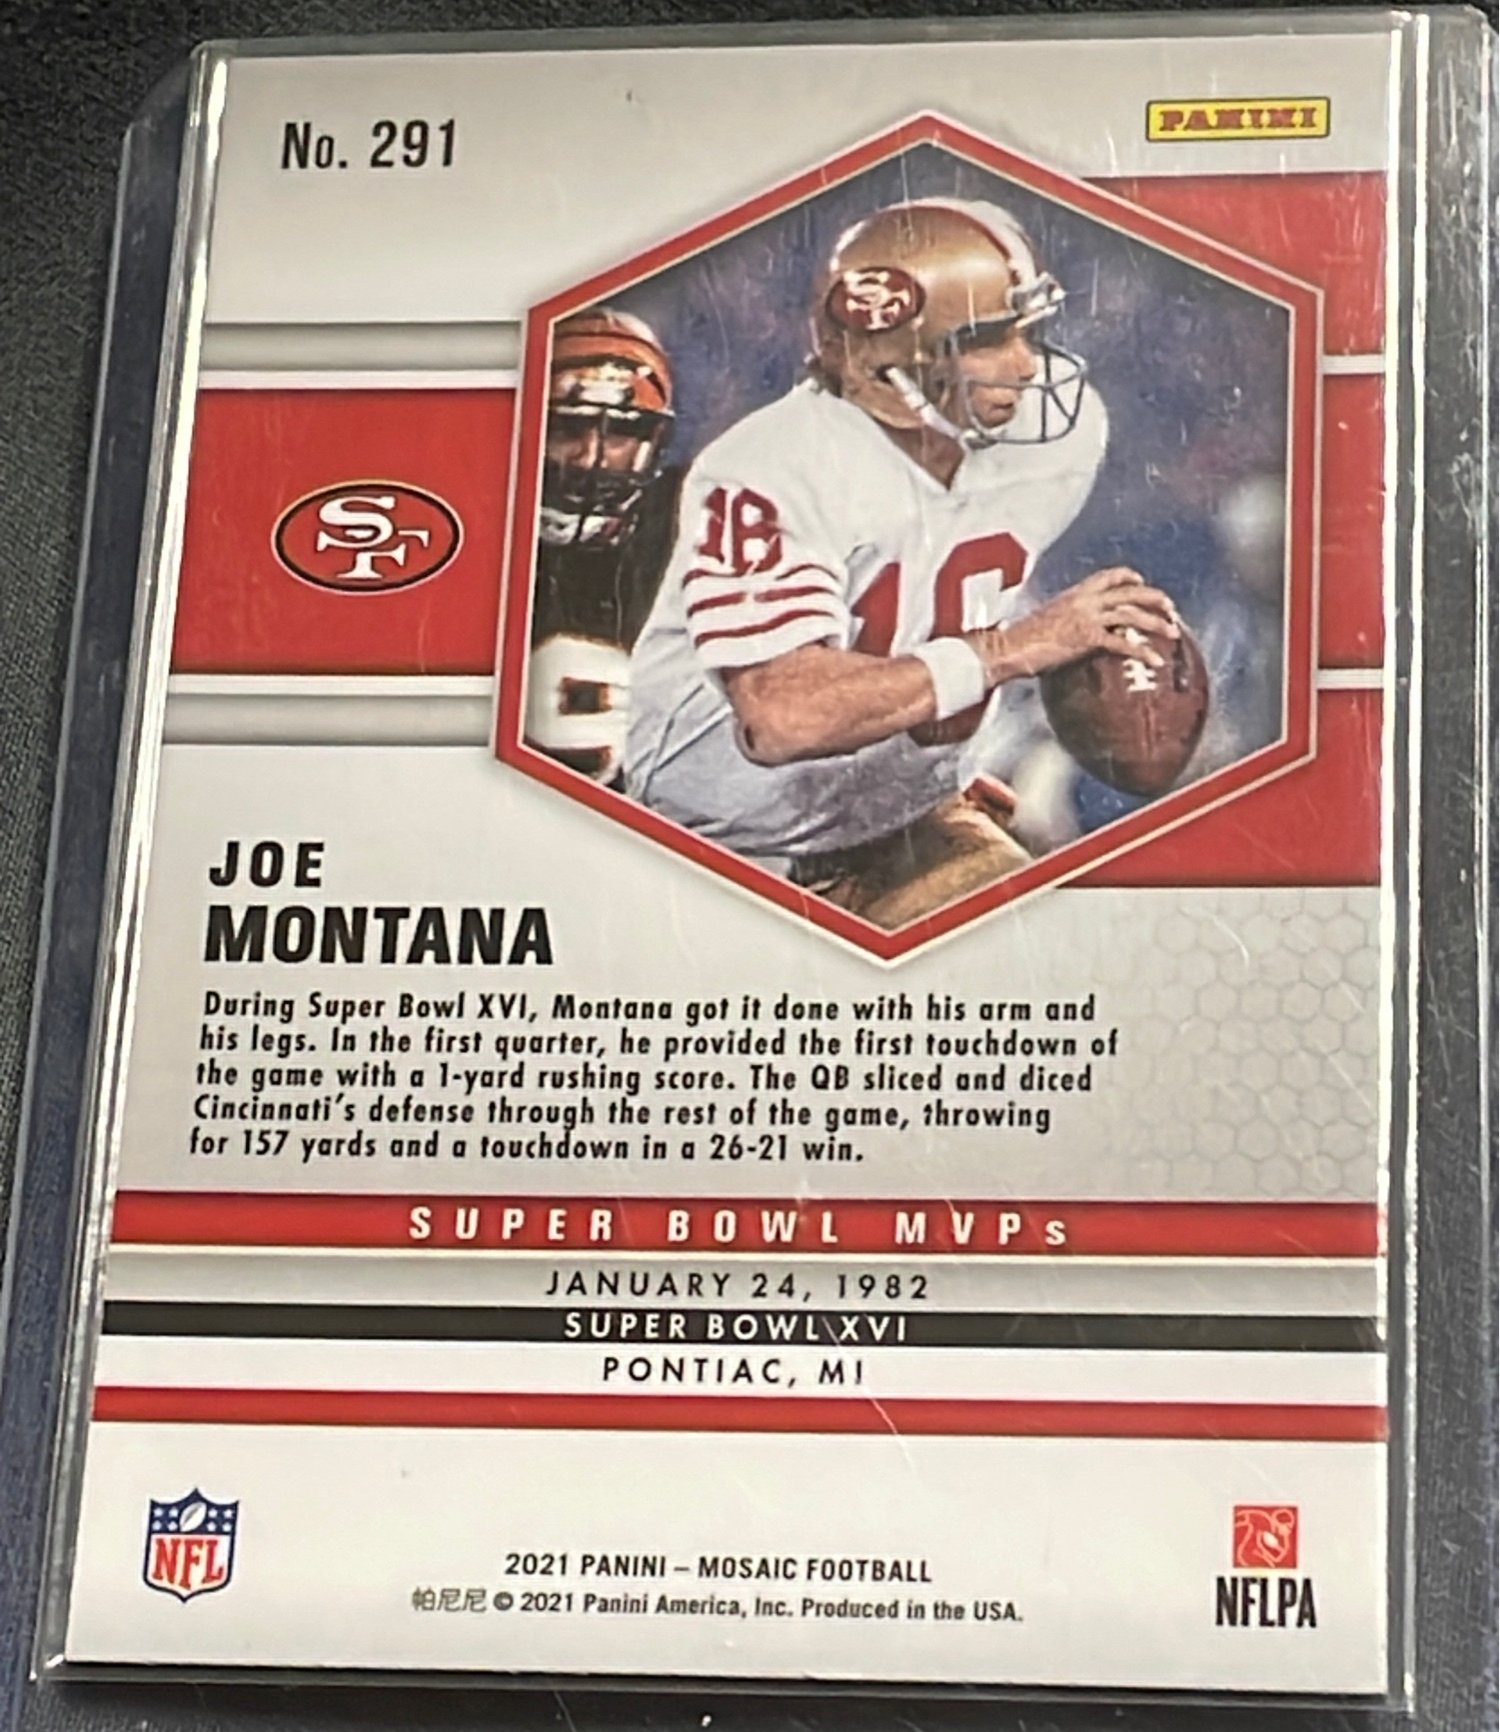 No. 291
PANINI
SF
18
16
SF
JOE
MONTANA
During Super Bowl XVI, Montana got it done with his arm and
his legs. In the first quarter, he provided the first touchdown of
the game with a 1-yard rushing score. The QB sliced and diced
Cincinnati's defense through the rest of the game, throwing
for 157 yards and a touchdown in a 26-21 win.
SUPER BOWL MVPs
JANUARY 24, 1982
SUPER BOWL XVI
PONTIAC, MI
NFL
2021 PANINI – MOSAIC FOOTBALL
帕尼尼 © 2021 Panini America, Inc. Produced in the USA.
NFLPA